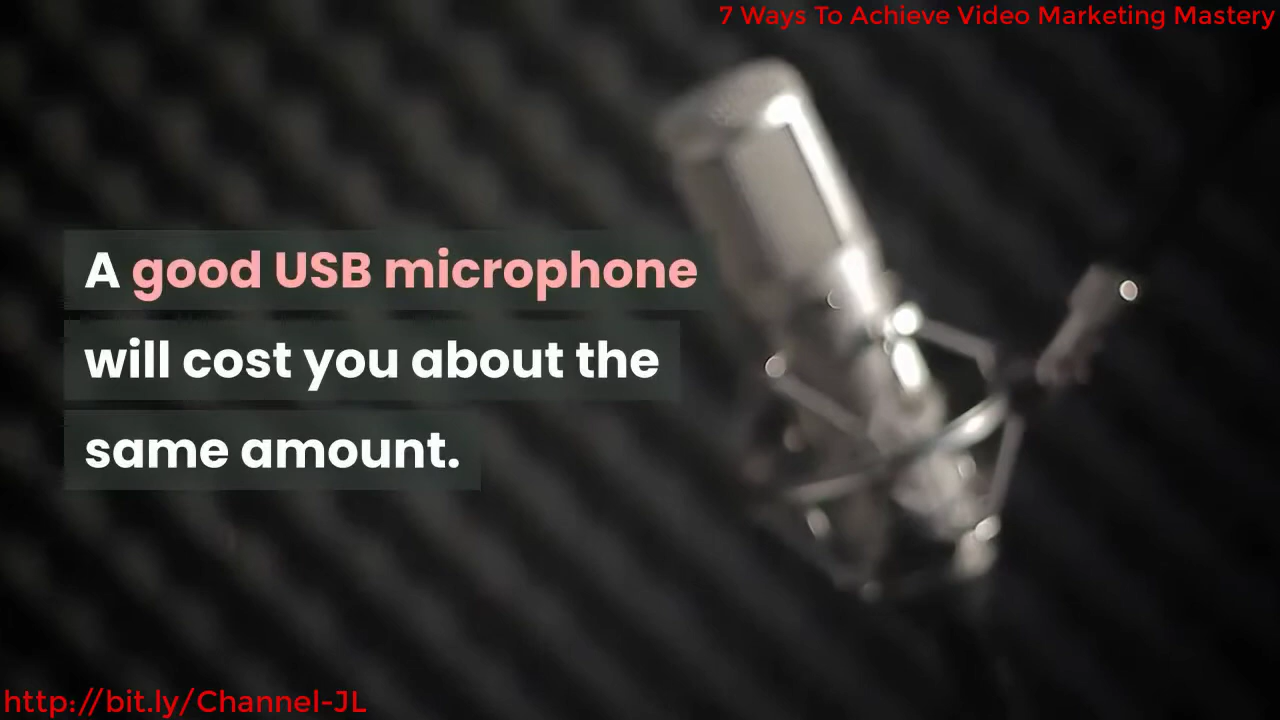 7 Ways To Achieve Video Marketing Mastery
A good USB microphone
will cost you about the
same amount.
http://bit.ly/Channel-JL